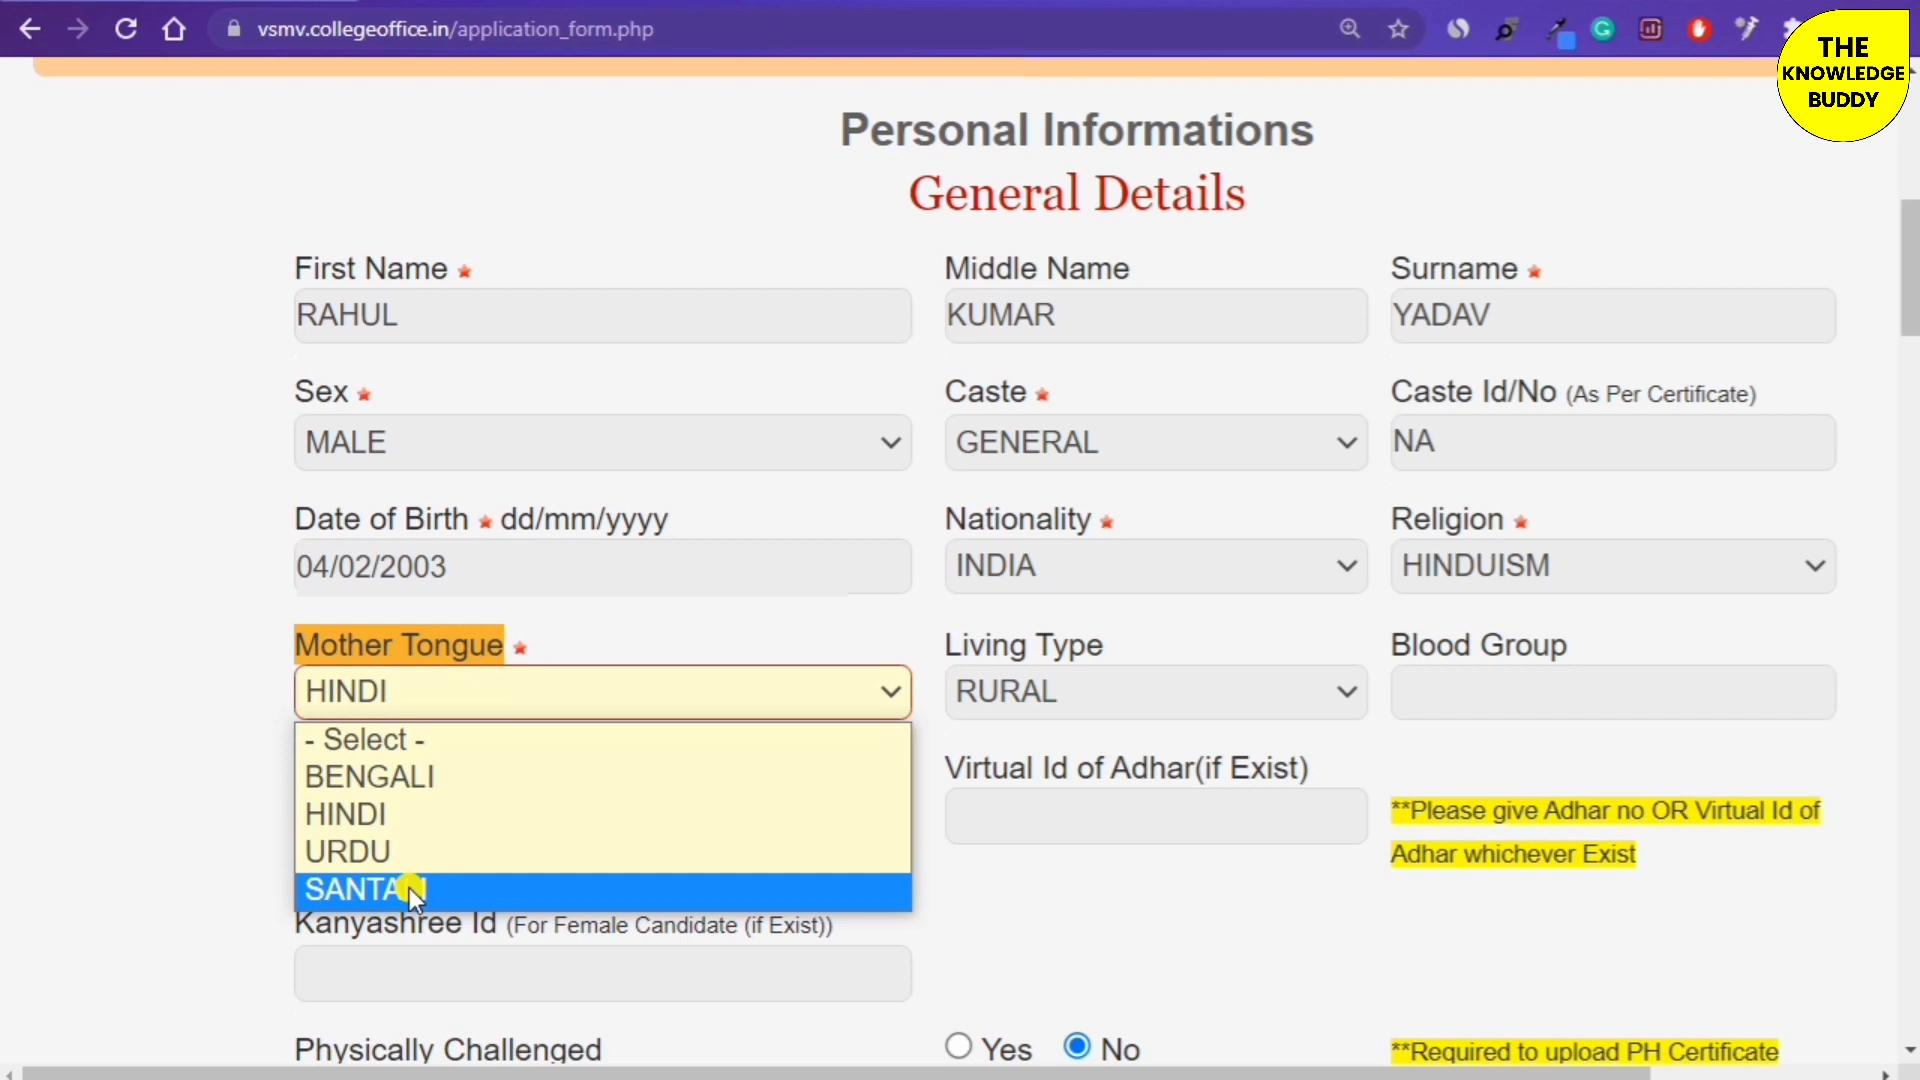 vsmv.collegeoffice.in/application_form.php
THE
KNOWLEDGE
BUDDY
Personal Informations
General Details
First Name * Middle Name Surname *
RAHUL KUMAR YADAV
Sex * Caste * Caste Id/No (As Per Certificate)
MALE GENERAL NA
Date of Birth * dd/mm/yyyy Nationality * Religion *
04/02/2003 INDIA HINDUISM
Mother Tongue * Living Type Blood Group
HINDI RURAL
- Select -
BENGALI
HINDI
URDU
Virtual Id of Adhar(if Exist)
**Please give Adhar no OR Virtual Id of
Adhar whichever Exist
Kanyashree Id (For Female Candidate (if Exist))
Physically Challenged Yes No **Required to upload PH Certificate